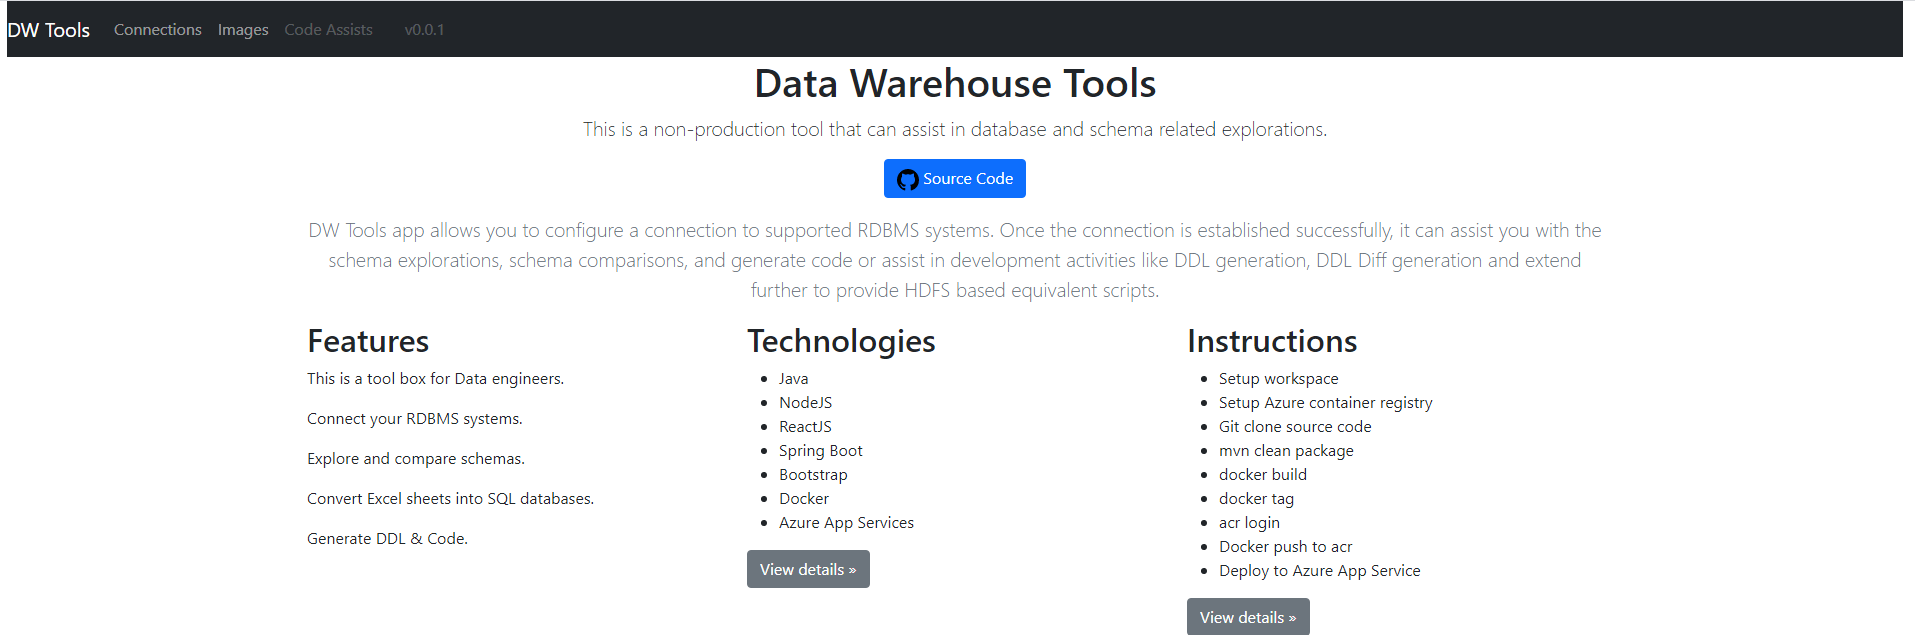 DW Tools Connections Images Code Assists v0.0.1
Data Warehouse Tools
This is a non-production tool that can assist in database and schema related explorations.
Source Code
DW Tools app allows you to configure a connection to supported RDBMS systems. Once the connection is established successfully, it can assist you with the
schema explorations, schema comparisons, and generate code or assist in development activities like DDL generation, DDL Diff generation and extend
further to provide HDFS based equivalent scripts.
Features
This is a tool box for Data engineers.
Connect your RDBMS systems.
Explore and compare schemas.
Convert Excel sheets into SQL databases.
Generate DDL & Code.
Technologies
• Java
• NodeJS
• ReactJS
• Spring Boot
• Bootstrap
• Docker
• Azure App Services
View details »
Instructions
• Setup workspace
• Setup Azure container registry
• Git clone source code
• mvn clean package
• docker build
• docker tag
• acr login
• Docker push to acr
• Deploy to Azure App Service
View details »